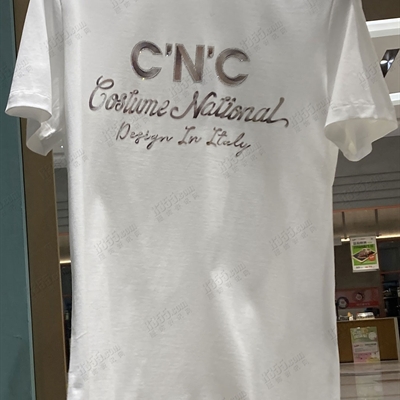 C'N'C
Costume National
Design In Italy